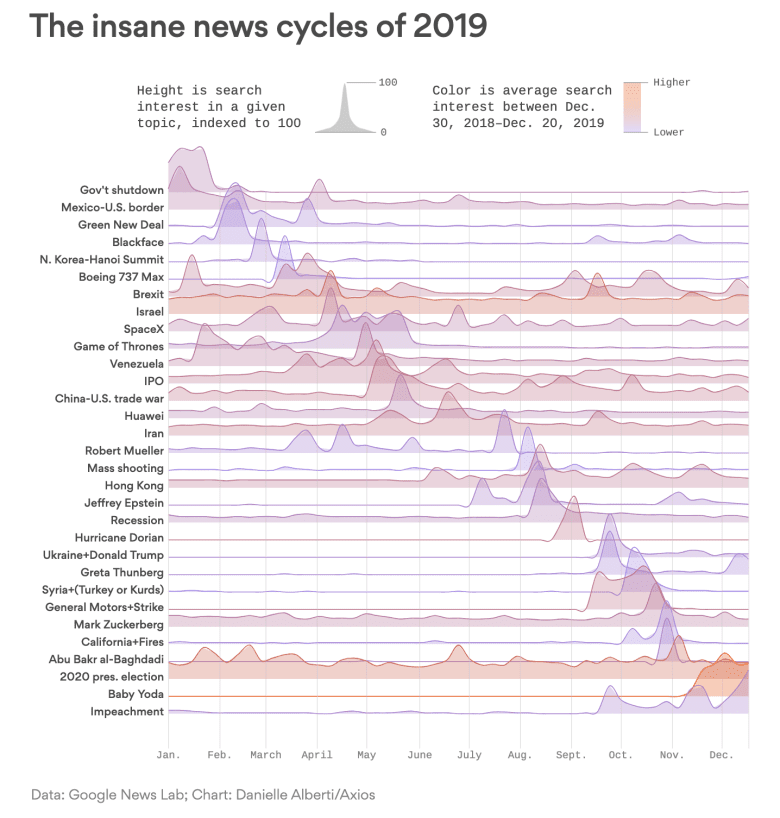 The insane news cycles of 2019
Height is search
interest in a given
topic, indexed to 100
100
0
Color is average search
interest between Dec.
30, 2018–Dec. 20, 2019
Higher
Lower
Gov't shutdown
Mexico-U.S. border
Green New Deal
Blackface
N. Korea-Hanoi Summit
Boeing 737 Max
Brexit
Israel
SpaceX
Game of Thrones
Venezuela
IPO
China-U.S. trade war
Huawei
Iran
Robert Mueller
Mass shooting
Hong Kong
Jeffrey Epstein
Recession
Hurricane Dorian
Ukraine+Donald Trump
Greta Thunberg
Syria+(Turkey or Kurds)
General Motors+Strike
Mark Zuckerberg
California+Fires
Abu Bakr al-Baghdadi
2020 pres. election
Baby Yoda
Impeachment
Jan. Feb. March April May June July Aug. Sept. Oct. Nov. Dec.
Data: Google News Lab; Chart: Danielle Alberti/Axios